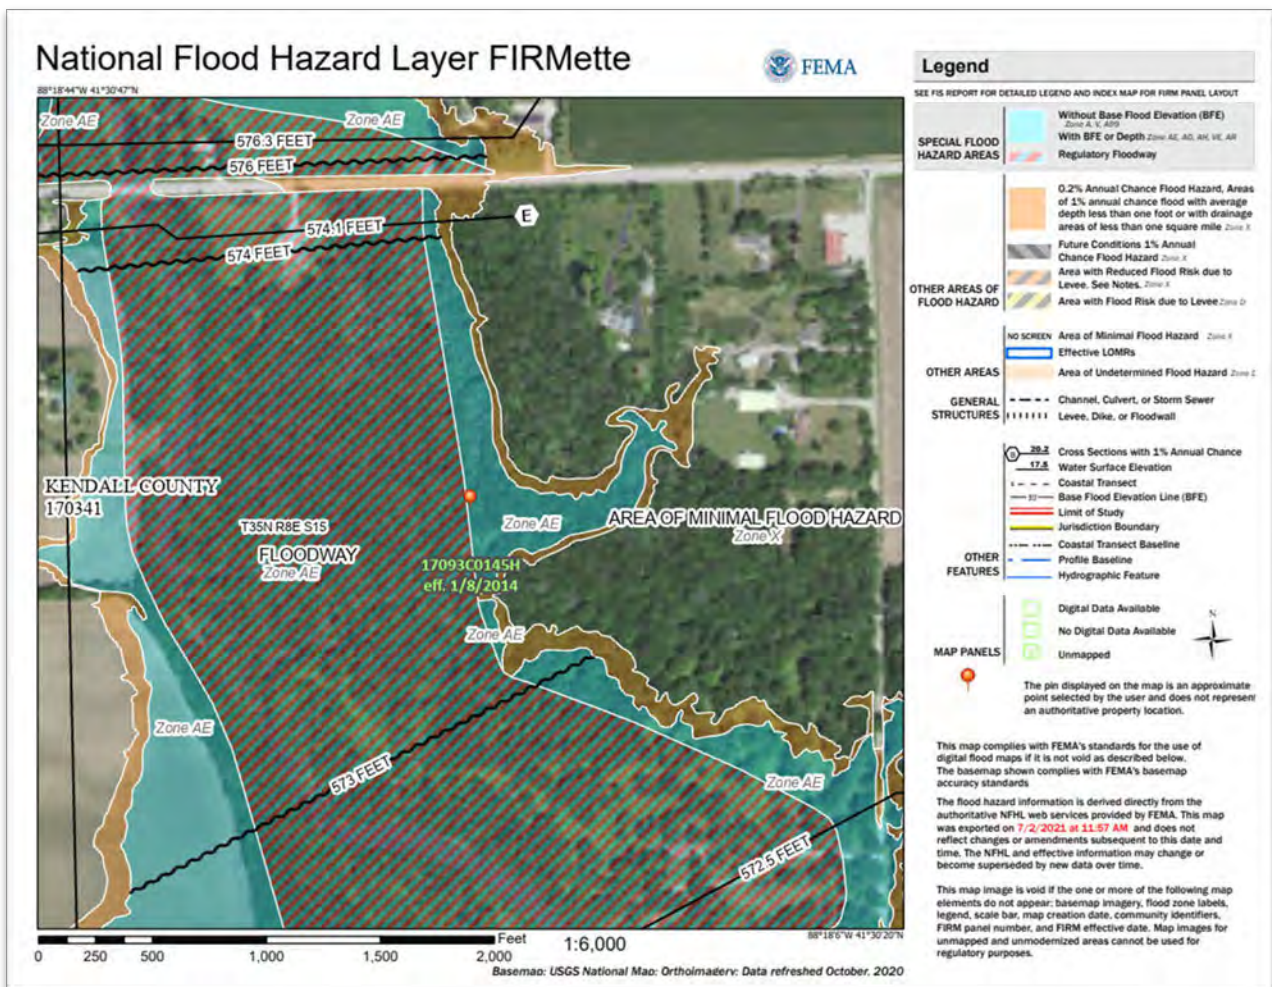 National Flood Hazard Layer FIRMette
FEMA
88°18'44"W 41°30'47"N
Zone AE
Zone AE
576.3 FEET
576 FEET
E
574.1 FEET
574 FEET
KENDALL COUNTY
170341
T35N R8E S15
FLOODWAY
Zone AE
Zone AE
AREA OF MINIMAL FLOOD HAZARD
Zone X
17093C0145H
eff. 1/8/2014
Zone AE
Zone AE
573 FEET
Zone AE
572.5 FEET
88°18'6"W 41°30'20"N
0 250 500 1,000 1,500 2,000
Feet
1:6,000
Basemap: USGS National Map: Orthoimagery: Data refreshed October, 2020
Legend
SEE FIS REPORT FOR DETAILED LEGEND AND INDEX MAP FOR FIRM PANEL LAYOUT
SPECIAL FLOOD
HAZARD AREAS
Without Base Flood Elevation (BFE)
Zone A, V, A99
With BFE or Depth Zone AE, AO, AH, VE, AR
Regulatory Floodway
OTHER AREAS OF
FLOOD HAZARD
0.2% Annual Chance Flood Hazard, Areas
of 1% annual chance flood with average
depth less than one foot or with drainage
areas of less than one square mile Zone X
Future Conditions 1% Annual
Chance Flood Hazard Zone X
Area with Reduced Flood Risk due to
Levee. See Notes. Zone X
Area with Flood Risk due to Levee Zone D
OTHER AREAS
NO SCREEN Area of Minimal Flood Hazard Zone X
Effective LOMRs
Area of Undetermined Flood Hazard Zone
GENERAL
STRUCTURES
Channel, Culvert, or Storm Sewer
Levee, Dike, or Floodwall
OTHER
FEATURES
B 20.2 Cross Sections with 1% Annual Chance
17.5 Water Surface Elevation
Coastal Transect
Base Flood Elevation Line (BFE)
Limit of Study
Jurisdiction Boundary
Coastal Transect Baseline
Profile Baseline
Hydrographic Feature
MAP PANELS
Digital Data Available
No Digital Data Available
Unmapped
N
The pin displayed on the map is an approximate
point selected by the user and does not represent
an authoritative property location.
This map complies with FEMA's standards for the use of
digital flood maps if it is not void as described below.
The basemap shown complies with FEMA's basemap
accuracy standards
The flood hazard information is derived directly from the
authoritative NFHL web services provided by FEMA. This map
was exported on 7/2/2021 at 11:57 AM and does not
reflect changes or amendments subsequent to this date and
time. The NFHL and effective information may change or
become superseded by new data over time.
This map image is void if the one or more of the following map
elements do not appear: basemap imagery, flood zone labels,
legend, scale bar, map creation date, community identifiers,
FIRM panel number, and FIRM effective date. Map images for
unmapped and unmodernized areas cannot be used for
regulatory purposes.